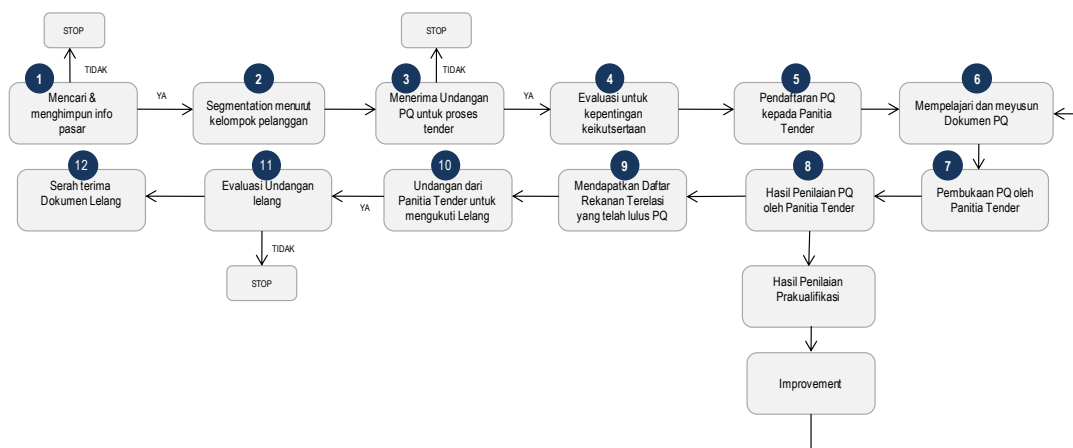 STOP
STOP
TIDAK
TIDAK
1
2
3
4
5
6
Mencari &
menghimpun info
pasar
YA
Segmentation menurut
kelompok pelanggan
Menerima Undangan
PQ untuk proses
tender
YA
Evaluasi untuk
kepentingan
keikutsertaan
Pendaftaran PQ
kepada Panitia
Tender
Mempelajari dan meyusun
Dokumen PQ
12
11
10
9
8
7
Serah terima
Dokumen Lelang
Evaluasi Undangan
lelang
YA
Undangan dari
Panitia Tender untuk
mengukuti Lelang
Mendapatkan Daftar
Rekanan Terelasi
yang telah lulus PQ
Hasil Penilaian PQ
oleh Panitia Tender
Pembukaan PQ oleh
Panitia Tender
TIDAK
STOP
Hasil Penilaian
Prakualifikasi
Improvement